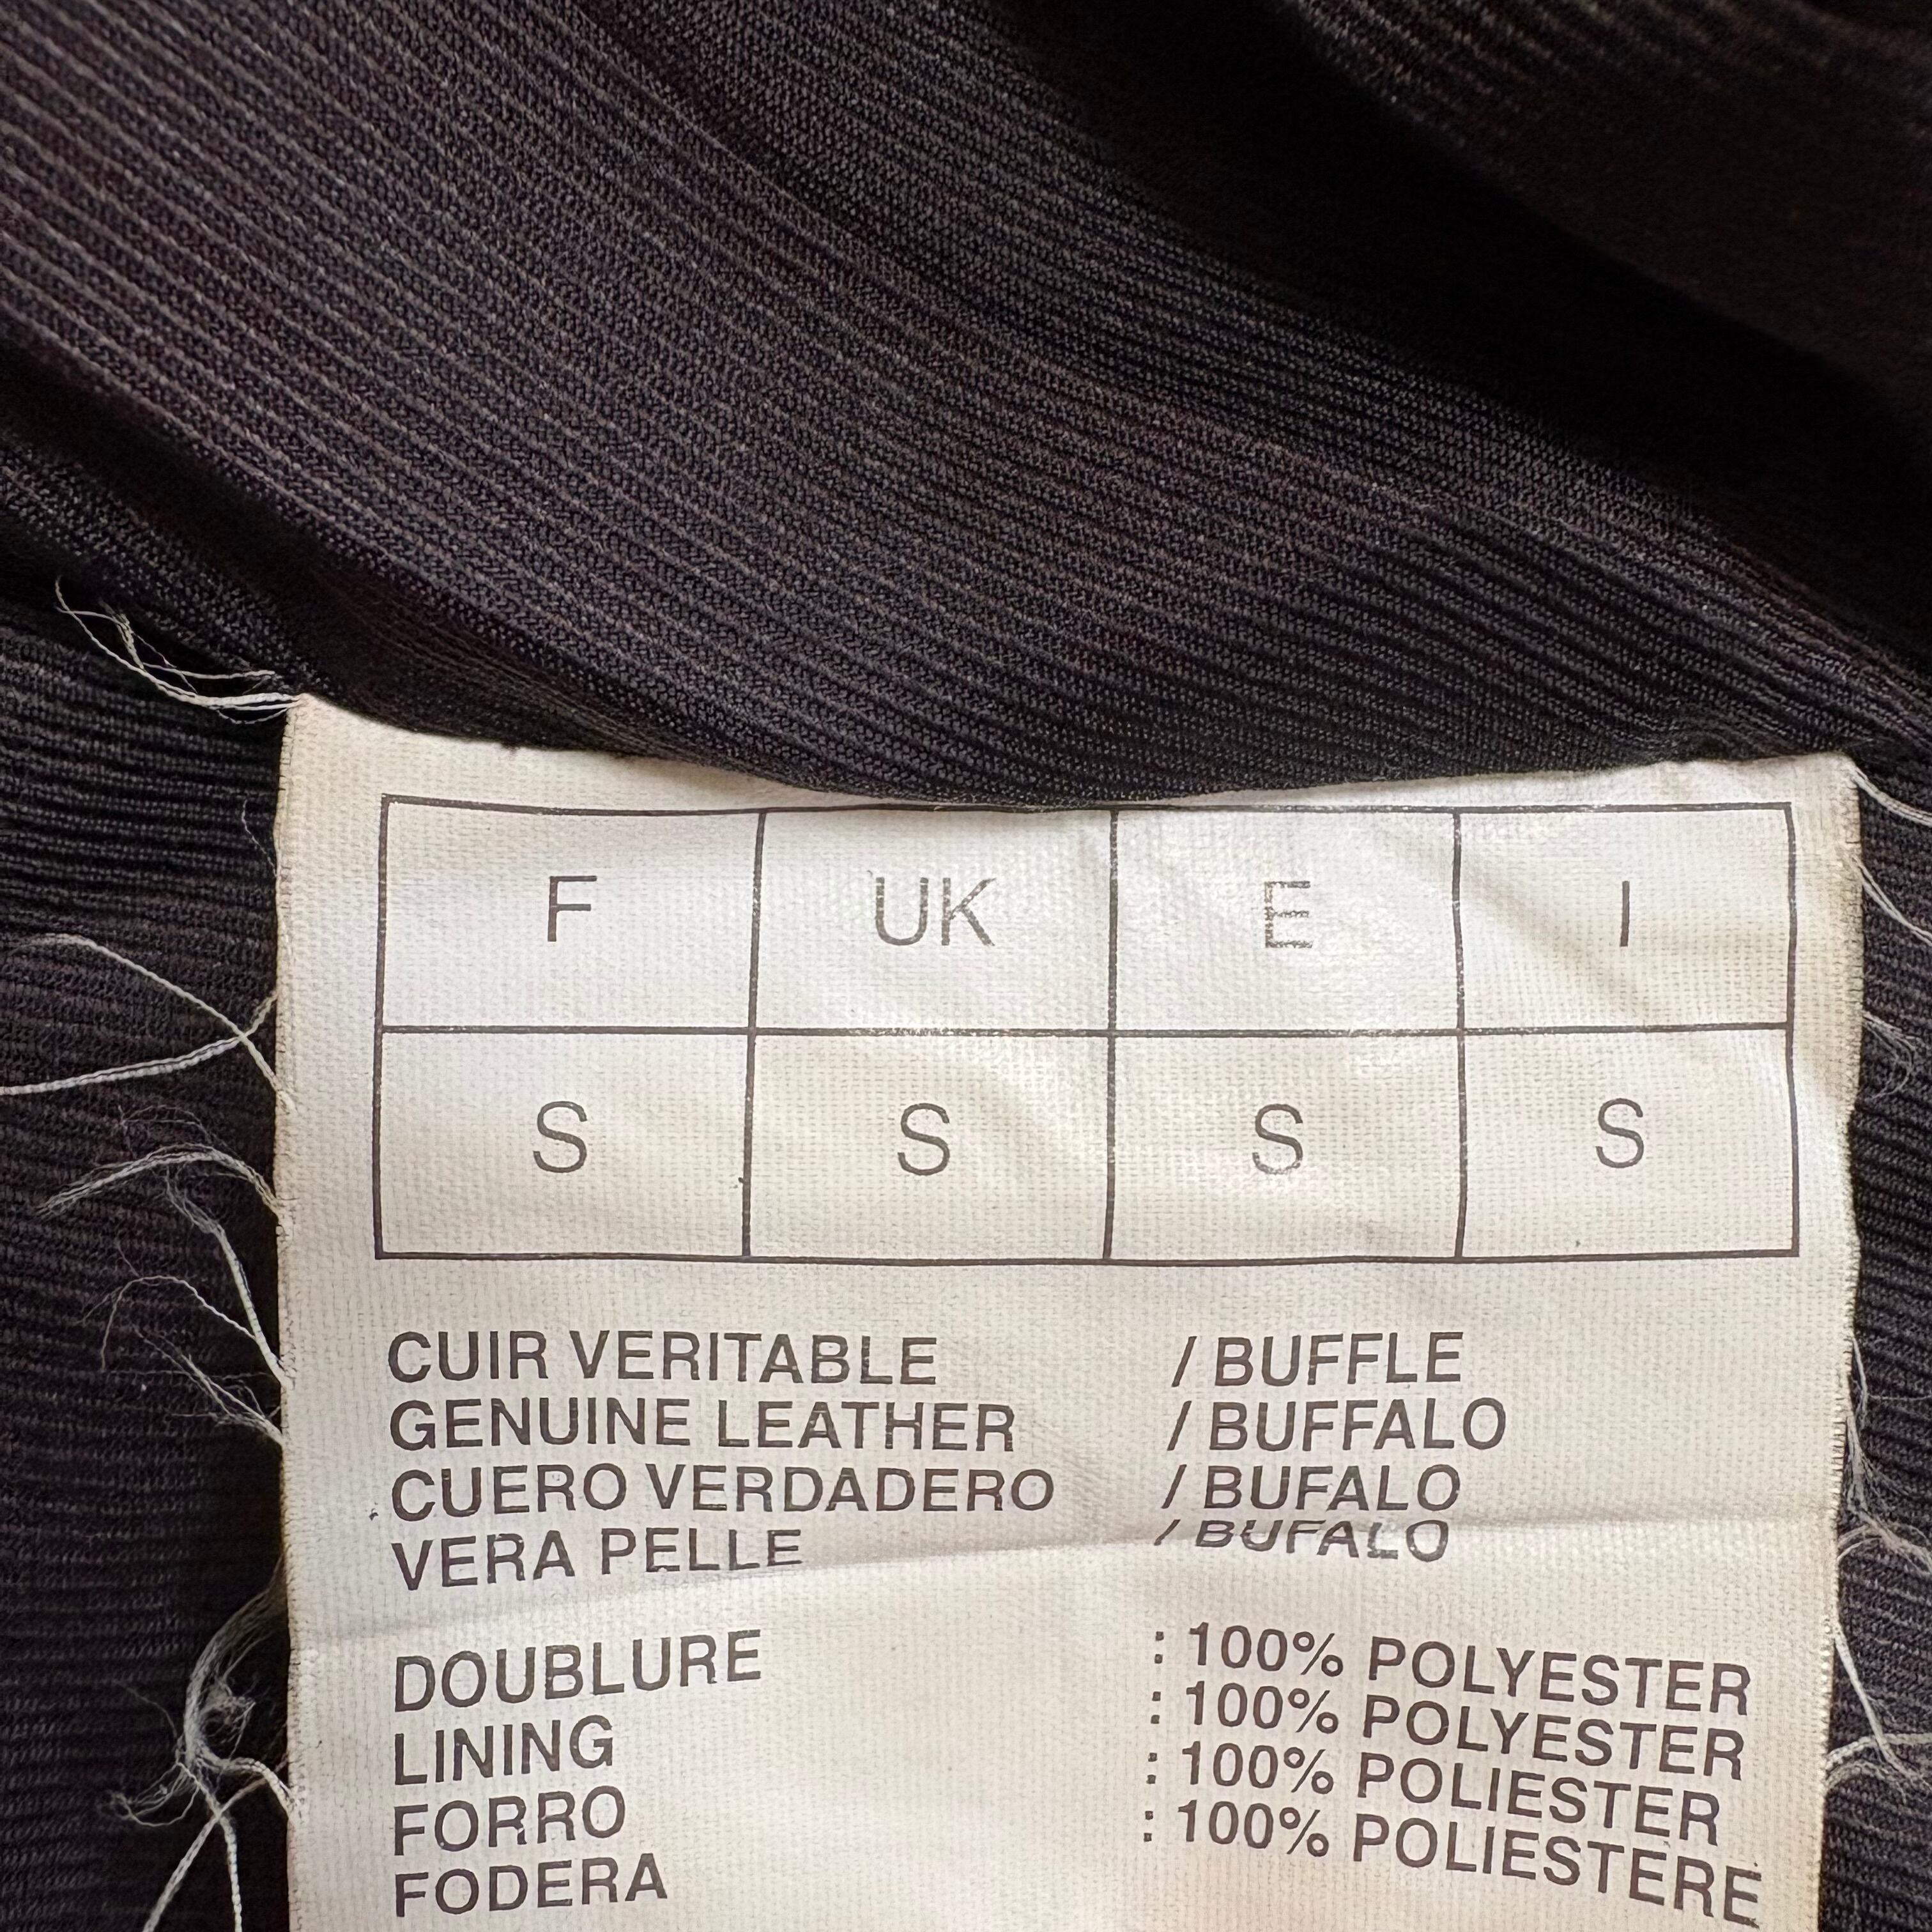 F UK E I
S S S S
CUIR VERITABLE / BUFFLE
GENUINE LEATHER / BUFFALO
CUERO VERDADERO / BUFALO
VERA PELLE / BUFALO
DOUBLURE : 100% POLYESTER
LINING : 100% POLYESTER
FORRO : 100% POLIESTER
FODERA : 100% POLIESTERE